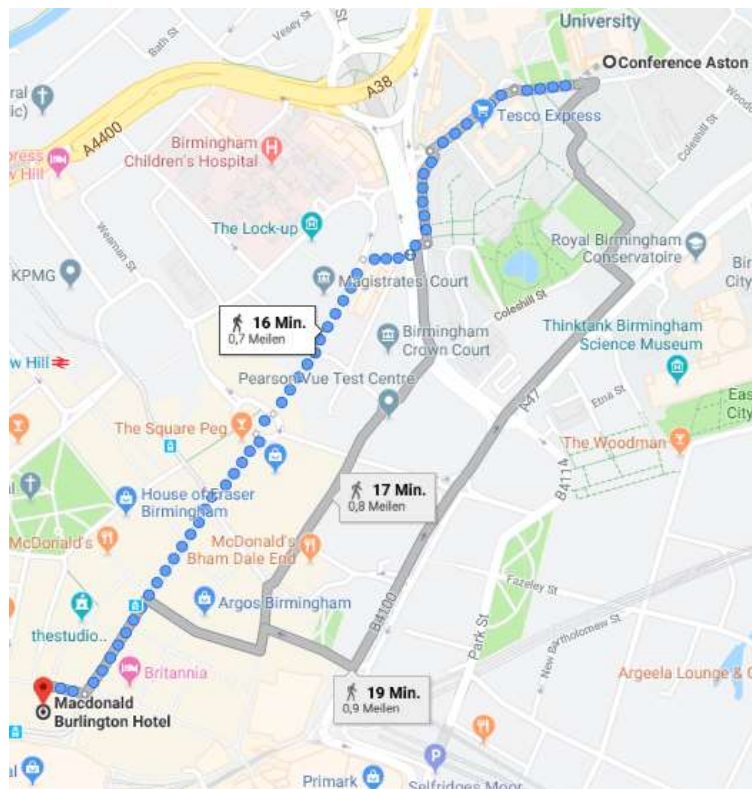 University
Conference Aston
Vesey St
Bath St
A38
A4400
Tesco Express
Woodc
Coleshill St
Birmingham
Children's Hospital
The Lock-up
Weaman St
KPMG
Magistrates' Court
Royal Birmingham
Conservatoire
Coleshill St
16 Min.
0,7 Meilen
Birmingham
Crown Court
Thinktank Birmingham
Science Museum
Pearson Vue Test Centre
A47
Etna St
The Square Peg
The Woodman
17 Min.
0,8 Meilen
B4114
House of Fraser
Birmingham
McDonald's
McDonald's
Bham Dale End
Fazeley St
Argos Birmingham
B4100
Park St
New Bartholomew St
thestudio..
Britannia
Argeela Lounge & G
19 Min.
0,9 Meilen
Macdonald
Burlington Hotel
Primark
Selfridges Moor